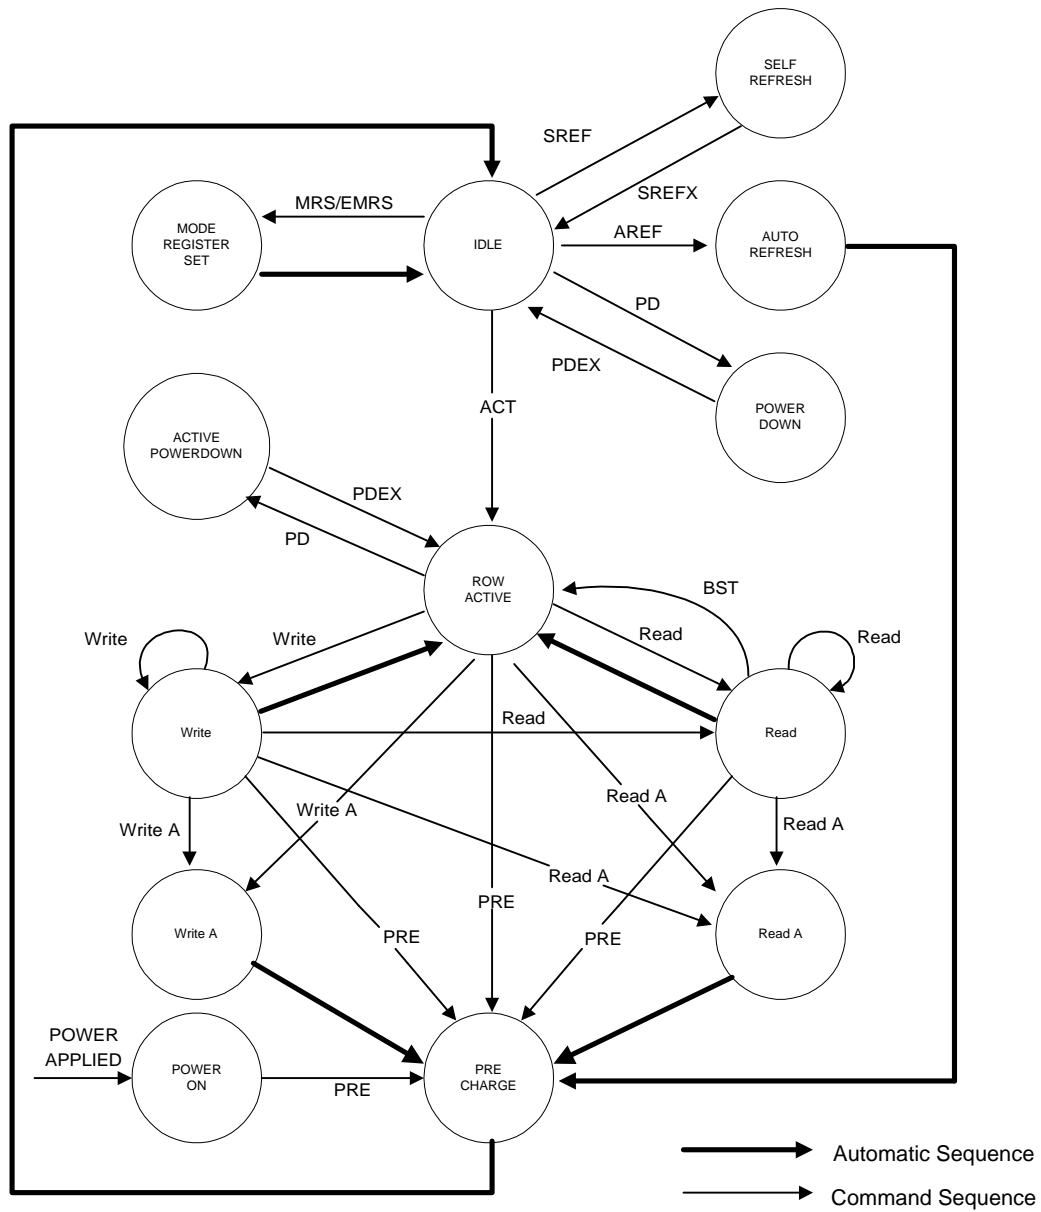 SELF
REFRESH
SREF
SREFX
MRS/EMRS
MODE
REGISTER
SET
IDLE
AREF
AUTO
REFRESH
PD
PDEX
POWER
DOWN
ACT
ACTIVE
POWERDOWN
PDEX
PD
ROW
ACTIVE
BST
Write
Write
Read
Read
Write
Read
Read
Write A
Write A
Read A
Read A
Read A
PRE
PRE
PRE
Write A
Read A
POWER
APPLIED
POWER
ON
PRE
PRE
CHARGE
Automatic Sequence
Command Sequence